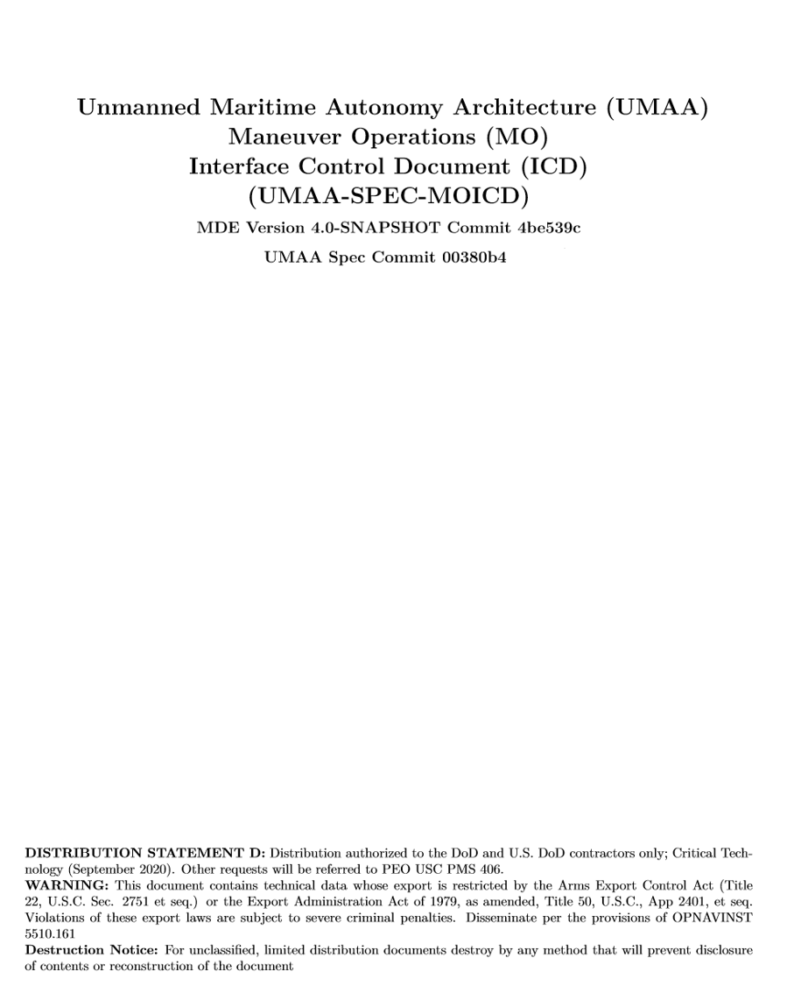 Unmanned Maritime Autonomy Architecture (UMAA)
Maneuver Operations (MO)
Interface Control Document (ICD)
(UMAA-SPEC-MOICD)
MDE Version 4.0-SNAPSHOT Commit 4be539c
UMAA Spec Commit 00380b4
DISTRIBUTION STATEMENT D: Distribution authorized to the DoD and U.S. DoD contractors only; Critical Tech-
nology (September 2020). Other requests will be referred to PEO USC PMS 406.
WARNING: This document contains technical data whose export is restricted by the Arms Export Control Act (Title
22, U.S.C. Sec. 2751 et seq.) or the Export Administration Act of 1979, as amended, Title 50, U.S.C., App 2401, et seq.
Violations of these export laws are subject to severe criminal penalties. Disseminate per the provisions of OPNAVINST
5510.161
Destruction Notice: For unclassified, limited distribution documents destroy by any method that will prevent disclosure
of contents or reconstruction of the document